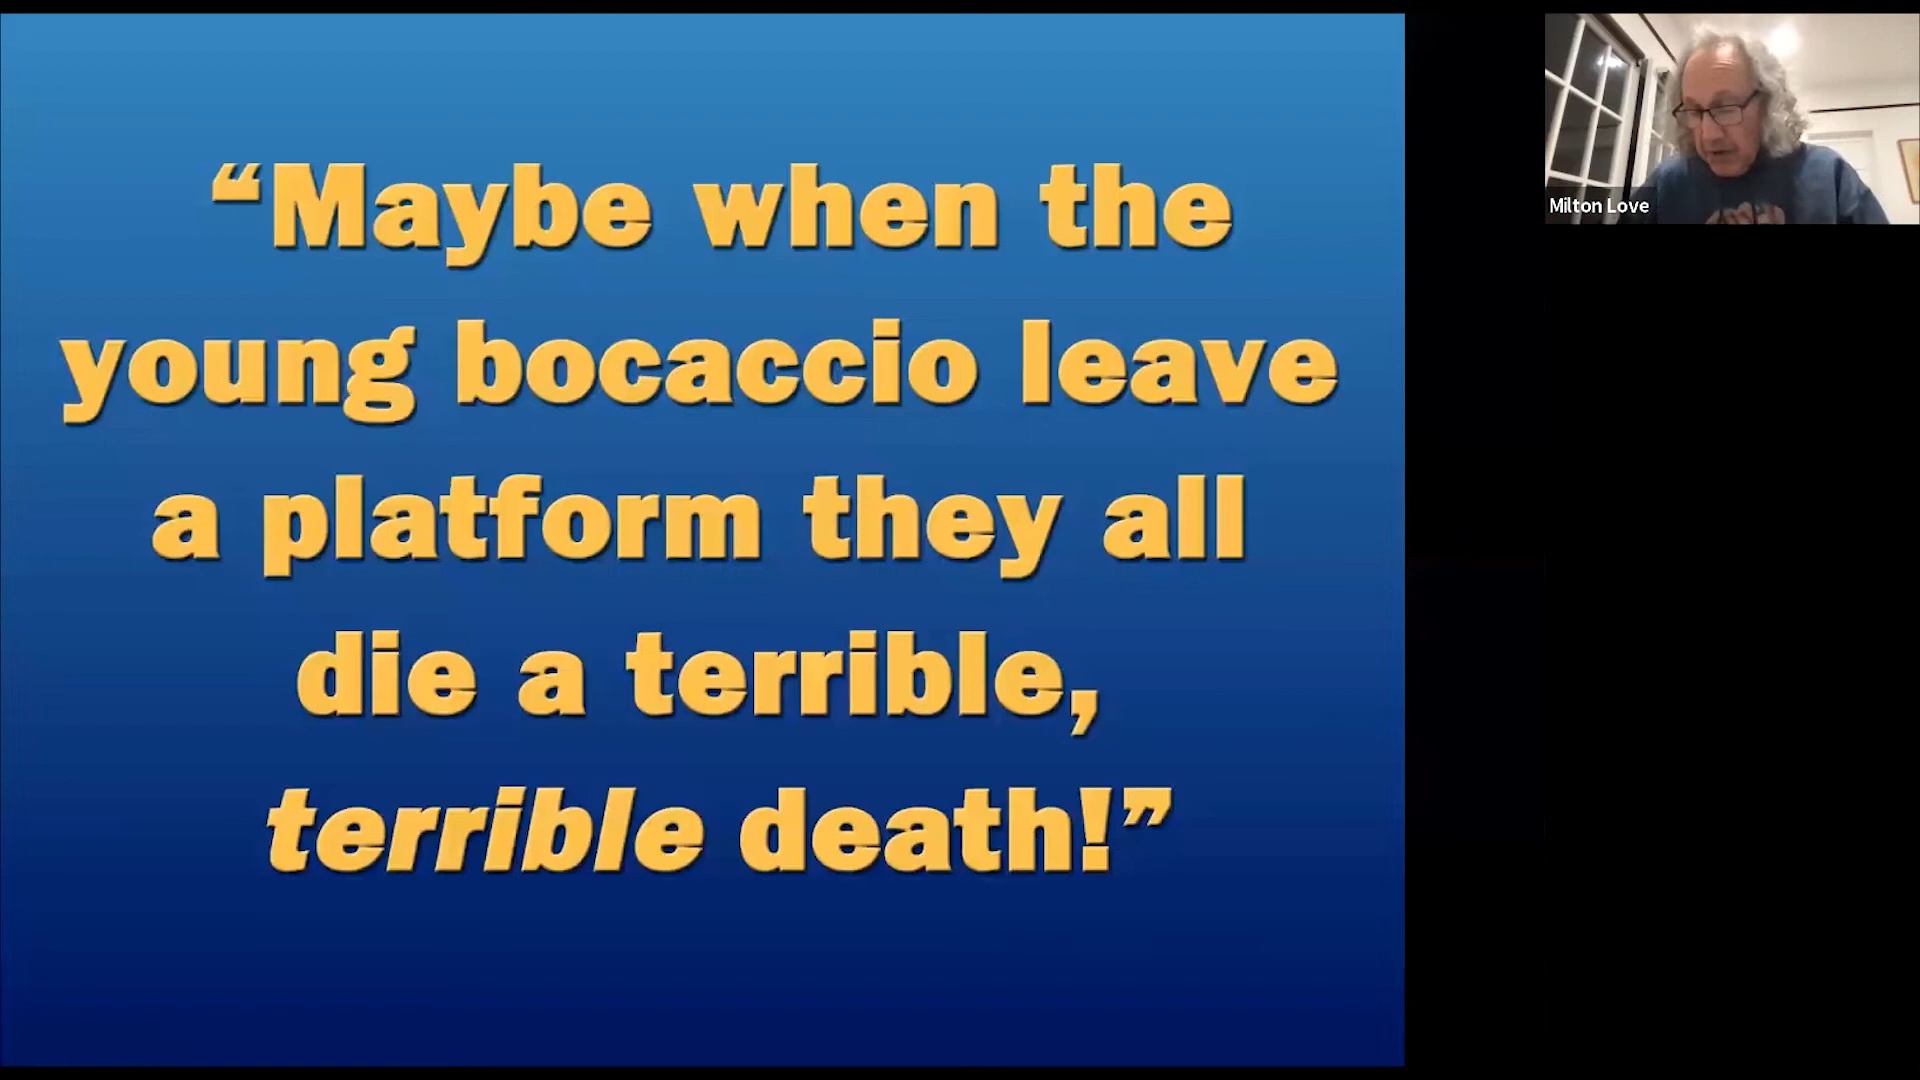 “Maybe when the
young bocaccio leave
a platform they all
die a terrible,
terrible death!”
Milton Love